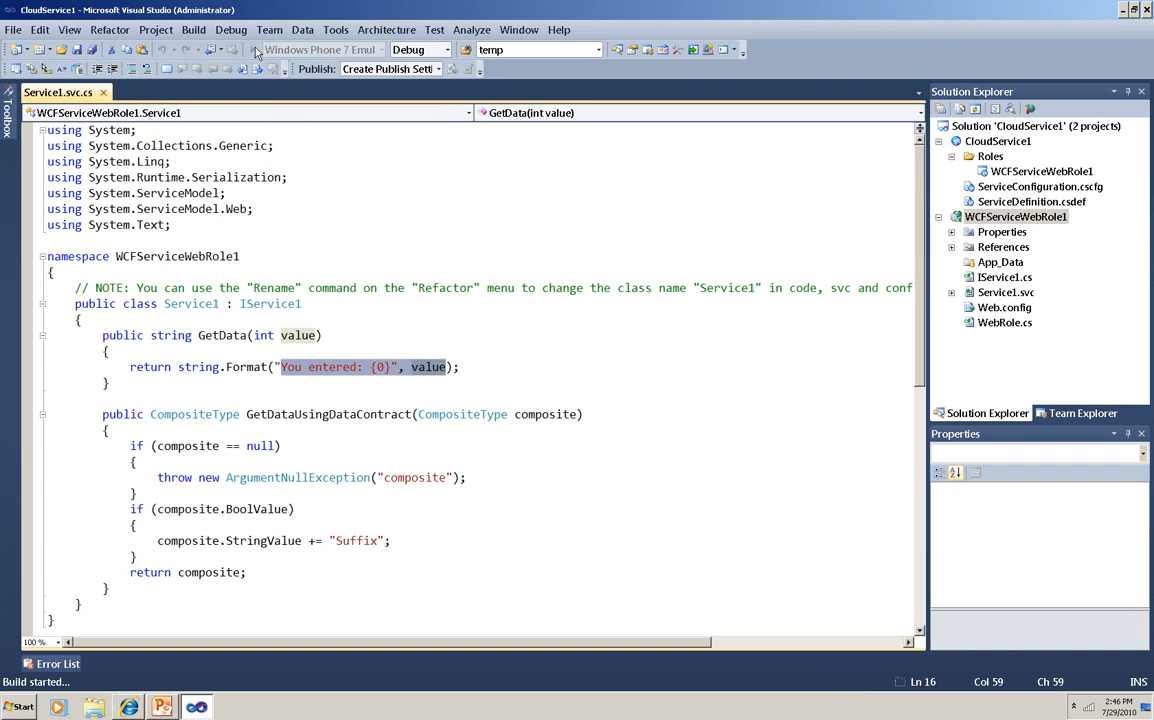 CloudService1 - Microsoft Visual Studio (Administrator)
File Edit View Refactor Project Build Debug Team Data Tools Architecture Test Analyze Window Help
Windows Phone 7 Emul Debug temp
Publish: Create Publish Setti
Toolbox
Service1.svc.cs
WCFServiceWebRole1.Service1 GetData(int value)
using System;
using System.Collections.Generic;
using System.Linq;
using System.Runtime.Serialization;
using System.ServiceModel;
using System.ServiceModel.Web;
using System.Text;
namespace WCFServiceWebRole1
{
// NOTE: You can use the "Rename" command on the "Refactor" menu to change the class name "Service1" in code, svc and conf
public class Service1 : IService1
{
public string GetData(int value)
{
return string.Format("You entered: {0}", value);
}
public CompositeType GetDataUsingDataContract(CompositeType composite)
{
if (composite == null)
{
throw new ArgumentNullException("composite");
}
if (composite.BoolValue)
{
composite.StringValue += "Suffix";
}
return composite;
}
}
}
100 %
Solution Explorer
Solution 'CloudService1' (2 projects)
CloudService1
Roles
WCFServiceWebRole1
ServiceConfiguration.cscfg
ServiceDefinition.csdef
WCFServiceWebRole1
Properties
References
App_Data
IService1.cs
Service1.svc
Web.config
WebRole.cs
Solution Explorer Team Explorer
Properties
Error List
Build started... Ln 16 Col 59 Ch 59 INS
Start 2:46 PM
7/29/2010